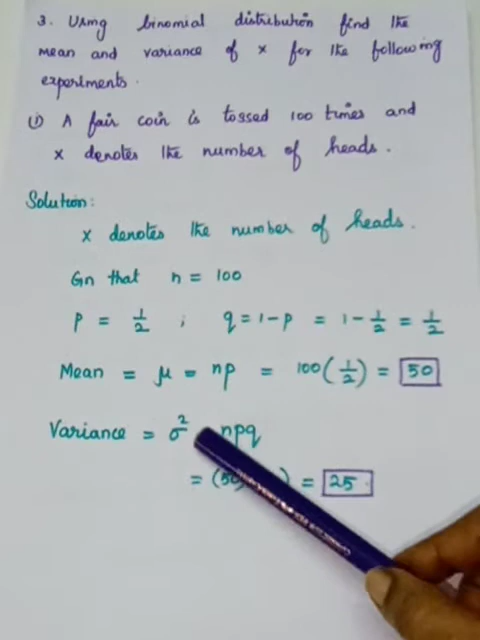 3. Using binomial distribution find the
mean and variance of x for the following
experiments.
(i) A fair coin is tossed 100 times and
x denotes the number of heads.
Solution:
x denotes the number of heads.
Gn that n = 100
P = 1/2 ; q = 1 - p = 1 - 1/2 = 1/2
Mean = μ = np = 100(1/2) = 50
Variance = σ² npq
= (50 ) = 25